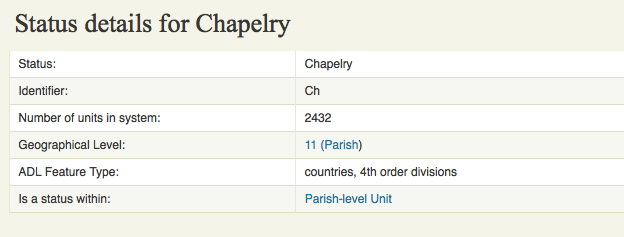 Status details for Chapelry
Status: Chapelry
Identifier: Ch
Number of units in system: 2432
Geographical Level: 11 (Parish)
ADL Feature Type: countries, 4th order divisions
Is a status within: Parish-level Unit